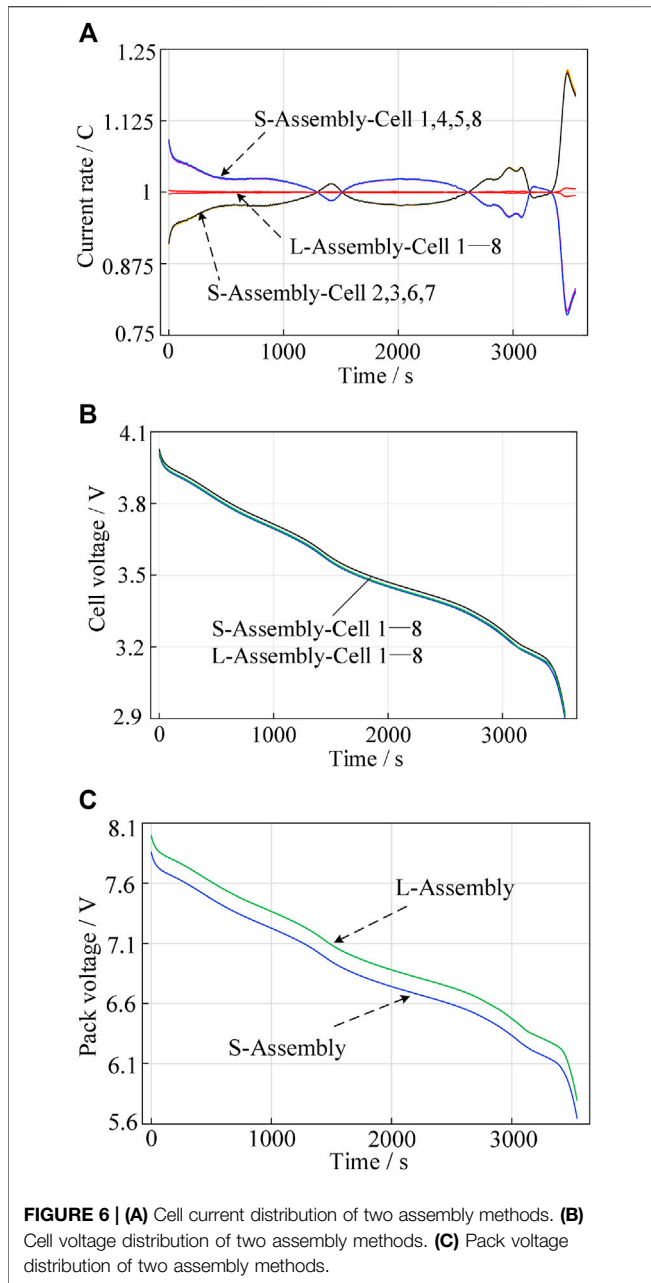 A
1.25
1.125
1
0.875
0.75
Current rate / C
S-Assembly-Cell 1,4,5,8
L-Assembly-Cell 1—8
S-Assembly-Cell 2,3,6,7
0 1000 2000 3000
Time / s
B
4.1
3.8
3.5
3.2
2.9
Cell voltage / V
S-Assembly-Cell 1—8
L-Assembly-Cell 1—8
0 1000 2000 3000
Time / s
C
8.1
7.6
7.1
6.6
6.1
5.6
Pack voltage / V
L-Assembly
S-Assembly
0 1000 2000 3000
Time / s
FIGURE 6 | (A) Cell current distribution of two assembly methods. (B)
Cell voltage distribution of two assembly methods. (C) Pack voltage
distribution of two assembly methods.